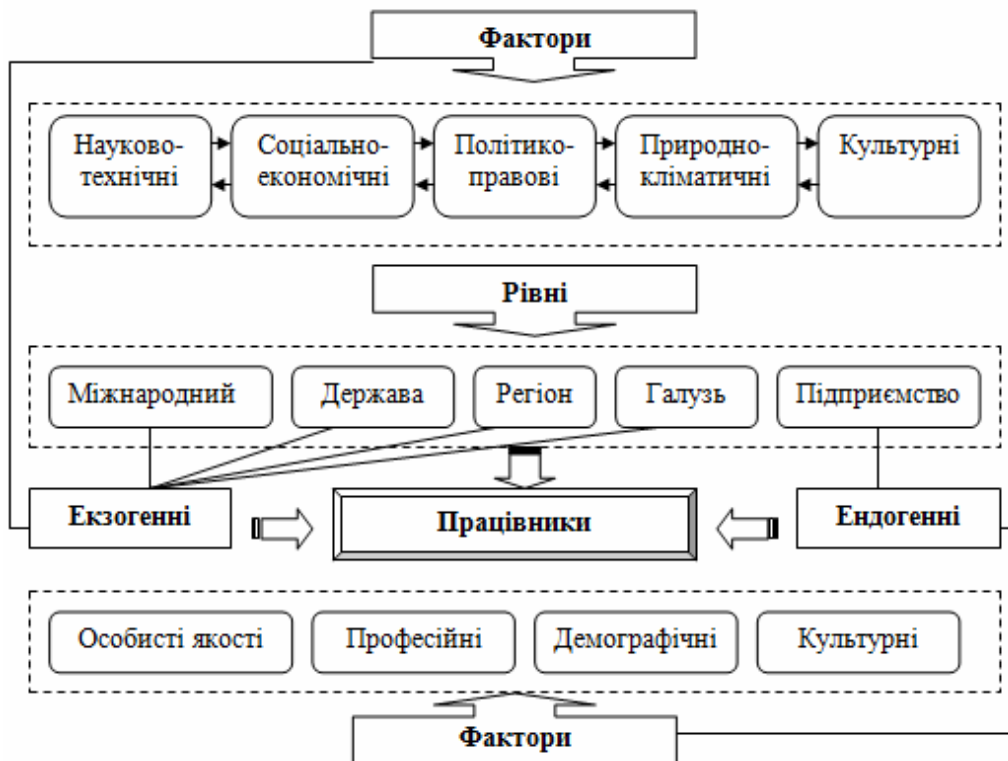 Фактори
Науково-
технічні
Соціально-
економічні
Політико-
правові
Природно-
кліматичні
Культурні
Рівні
Міжнародний
Держава
Регіон
Галузь
Підприємство
Екзогенні
Працівники
Ендогенні
Особисті якості
Професійні
Демографічні
Культурні
Фактори